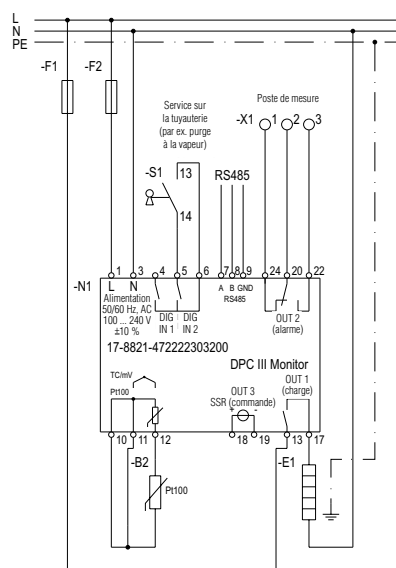 L
N
PE
-F1
-F2
Service sur
la tuyauterie
(par ex. purge
à la vapeur)
Poste de mesure
-X1
1
2
3
-S1
13
14
RS485
-N1
1
3
4
5
6
7
8
9
24
20
22
L
N
A
B
GND
RS485
Alimentation
50/60 Hz, AC
100 ... 240 V
±10 %
DIG
IN 1
DIG
IN 2
OUT 2
(alarme)
17-8821-472222303200
DPC III Monitor
TC/mV
Pt100
OUT 3
SSR (commande)
+
-
OUT 1
(charge)
10
11
12
18
19
13
17
-B2
-E1
Pt100